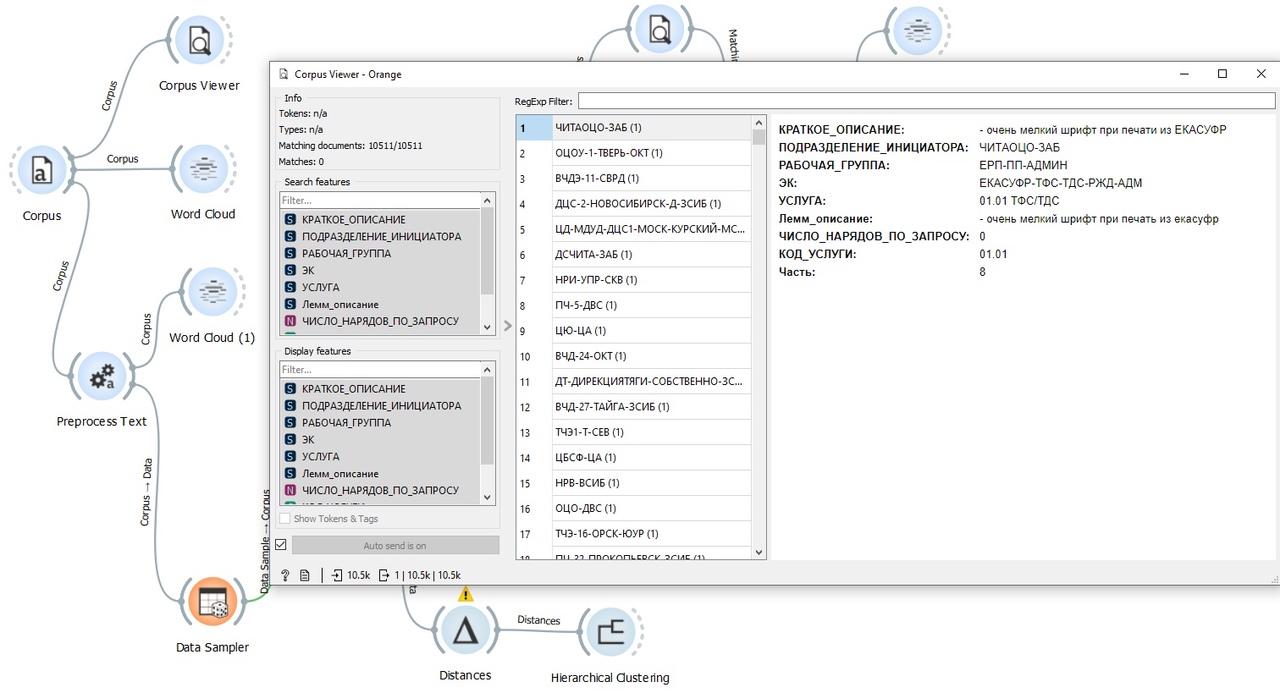 Corpus Viewer
Corpus
Corpus
Word Cloud
Corpus
Corpus
Corpus
Word Cloud (1)
Preprocess Text
Corpus → Data
Data Sampler
Data Sample → Corpus
Matchin
Corpus Viewer - Orange
Info
Tokens: n/a
Types: n/a
Matching documents: 10511/10511
Matches: 0
Search features
Filter...
S КРАТКОЕ_ОПИСАНИЕ
S ПОДРАЗДЕЛЕНИЕ_ИНИЦИАТОРА
S РАБОЧАЯ_ГРУППА
S ЭК
S УСЛУГА
S Лемм_описание
N ЧИСЛО_НАРЯДОВ_ПО_ЗАПРОСУ
Display features
Filter...
S КРАТКОЕ_ОПИСАНИЕ
S ПОДРАЗДЕЛЕНИЕ_ИНИЦИАТОРА
S РАБОЧАЯ_ГРУППА
S ЭК
S УСЛУГА
S Лемм_описание
N ЧИСЛО_НАРЯДОВ_ПО_ЗАПРОСУ
Show Tokens & Tags
Auto send is on
? 10.5k 1 | 10.5k | 10.5k
RegExp Filter:
1 ЧИТАОЦО-ЗАБ (1)
2 ОЦОУ-1-ТВЕРЬ-ОКТ (1)
3 ВЧДЭ-11-СВРД (1)
4 ДЦС-2-НОВОСИБИРСК-Д-ЗСИБ (1)
5 ЦД-МДУД-ДЦС1-МОСК-КУРСКИЙ-МС...
6 ДСЧИТА-ЗАБ (1)
7 НРИ-УПР-СКВ (1)
8 ПЧ-5-ДВС (1)
9 ЦЮ-ЦА (1)
10 ВЧД-24-ОКТ (1)
11 ДТ-ДИРЕКЦИЯТЯГИ-СОБСТВЕННО-ЗС...
12 ВЧД-27-ТАЙГА-ЗСИБ (1)
13 ТЧЭ1-Т-СЕВ (1)
14 ЦБСФ-ЦА (1)
15 НРВ-ВСИБ (1)
16 ОЦО-ДВС (1)
17 ТЧЭ-16-ОРСК-ЮУР (1)
18 ПЧ-32-ПРОКОПЬЕВСК-ЗСИБ (1)
КРАТКОЕ_ОПИСАНИЕ: - очень мелкий шрифт при печати из ЕКАСУФР
ПОДРАЗДЕЛЕНИЕ_ИНИЦИАТОРА: ЧИТАОЦО-ЗАБ
РАБОЧАЯ_ГРУППА: ЕРП-ПП-АДМИН
ЭК: ЕКАСУФР-ТФС-ТДС-РЖД-АДМ
УСЛУГА: 01.01 ТФС/ТДС
Лемм_описание: - очень мелкий шрифт при печать из екасуфр
ЧИСЛО_НАРЯДОВ_ПО_ЗАПРОСУ: 0
КОД_УСЛУГИ: 01.01
Часть: 8
Distances
Distances
Hierarchical Clustering